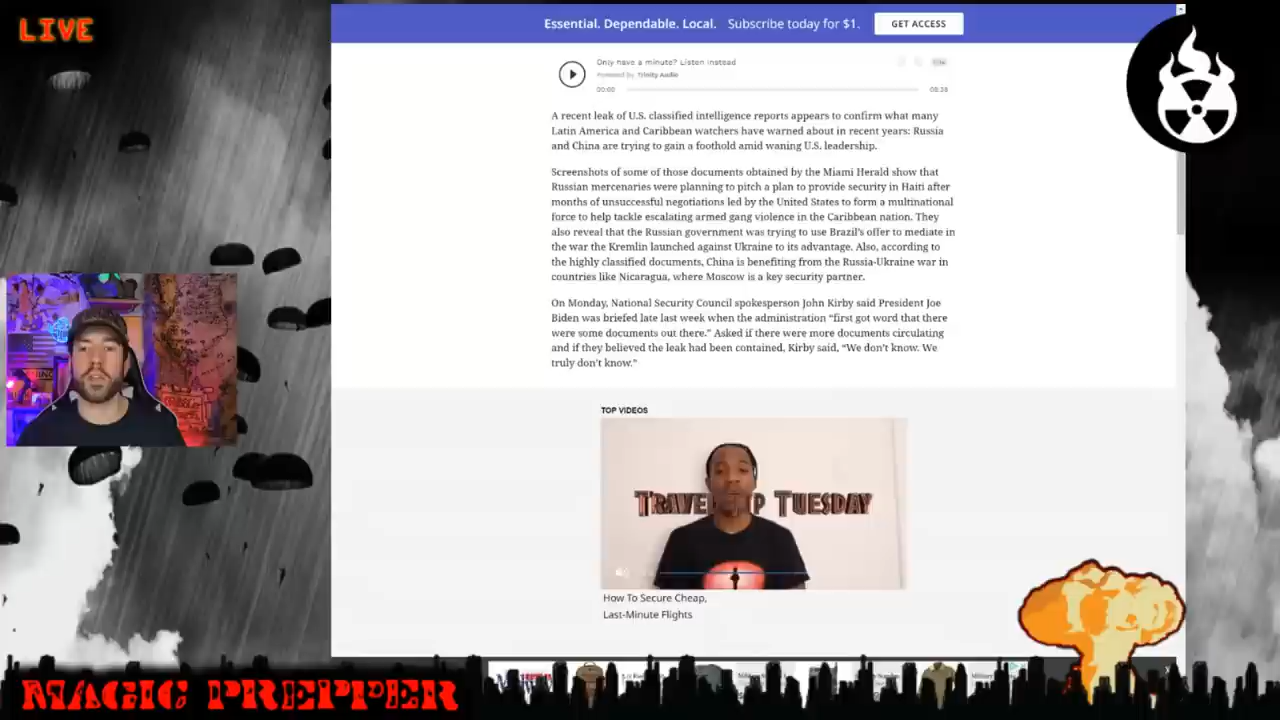 LIVE
Essential. Dependable. Local. Subscribe today for $1. GET ACCESS
Only have a minute? Listen instead
Powered by Trinity Audio
00:00 08:38
A recent leak of U.S. classified intelligence reports appears to confirm what many
Latin America and Caribbean watchers have warned about in recent years: Russia
and China are trying to gain a foothold amid waning U.S. leadership.
Screenshots of some of those documents obtained by the Miami Herald show that
Russian mercenaries were planning to pitch a plan to provide security in Haiti after
months of unsuccessful negotiations led by the United States to form a multinational
force to help tackle escalating armed gang violence in the Caribbean nation. They
also reveal that the Russian government was trying to use Brazil's offer to mediate in
the war the Kremlin launched against Ukraine to its advantage. Also, according to
the highly classified documents, China is benefiting from the Russia-Ukraine war in
countries like Nicaragua, where Moscow is a key security partner.
On Monday, National Security Council spokesperson John Kirby said President Joe
Biden was briefed late last week when the administration “first got word that there
were some documents out there.” Asked if there were more documents circulating
and if they believed the leak had been contained, Kirby said, “We don't know. We
truly don't know.”
TOP VIDEOS
TUESDAY
How To Secure Cheap,
Last-Minute Flights
MAGIC PREPPER